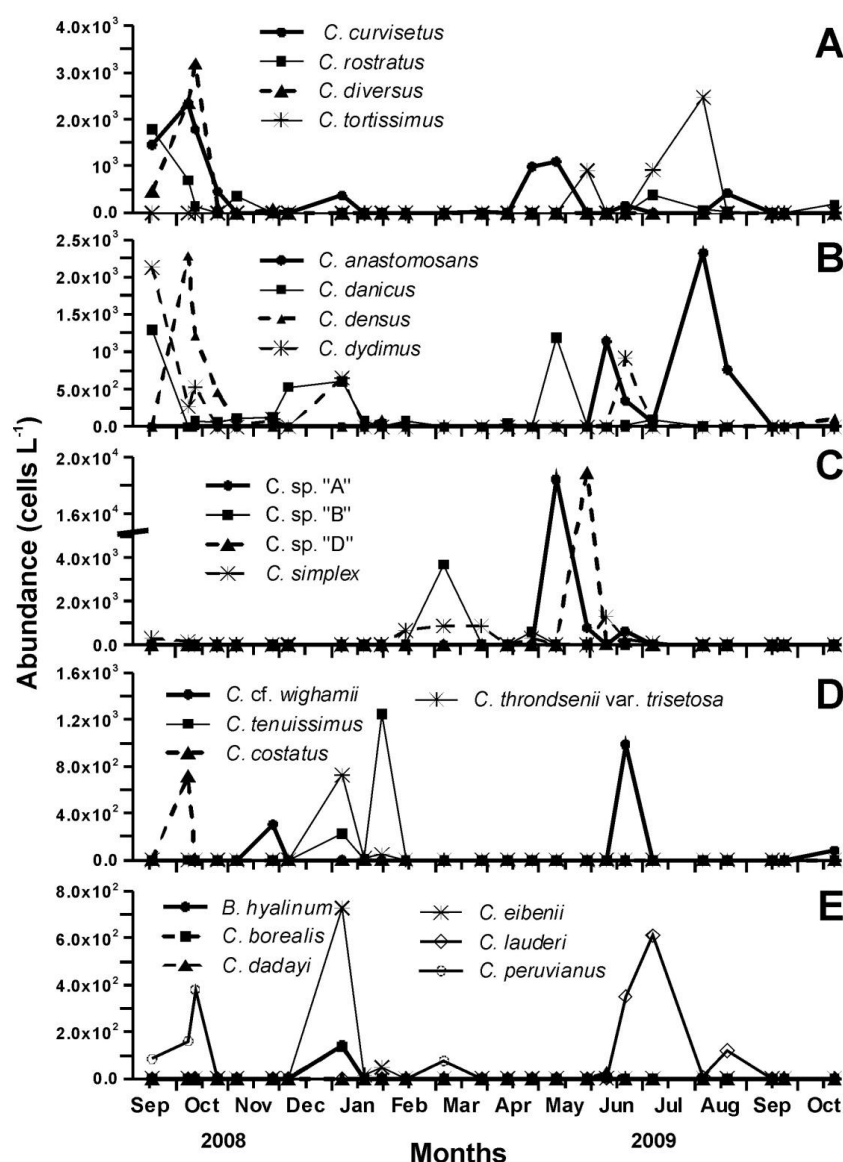 Abundance (cells L⁻¹)
A
4.0x10³
3.0x10³
2.0x10³
10³
0.0
C. curvisetus
C. rostratus
C. diversus
C. tortissimus
B
2.5x10³
2.0x10³
1.5x10³
10³
5.0x10²
0.0
C. anastomosans
C. danicus
C. densus
C. dydimus
C
2.0x10⁴
1.6x10⁴
4.0x10³
2.0x10³
0.0
C. sp. "A"
C. sp. "B"
C. sp. "D"
C. simplex
D
1.6x10³
1.2x10³
8.0x10²
4.0x10²
0.0
C. cf. wighamii
C. tenuissimus
C. costatus
C. throndsenii var. trisetosa
E
8.0x10²
6.0x10²
4.0x10²
2.0x10²
0.0
B. hyalinum
C. borealis
C. dadayi
C. eibenii
C. lauderi
C. peruvianus
Sep Oct Nov Dec Jan Feb Mar Apr May Jun Jul Aug Sep Oct
2008 2009
Months